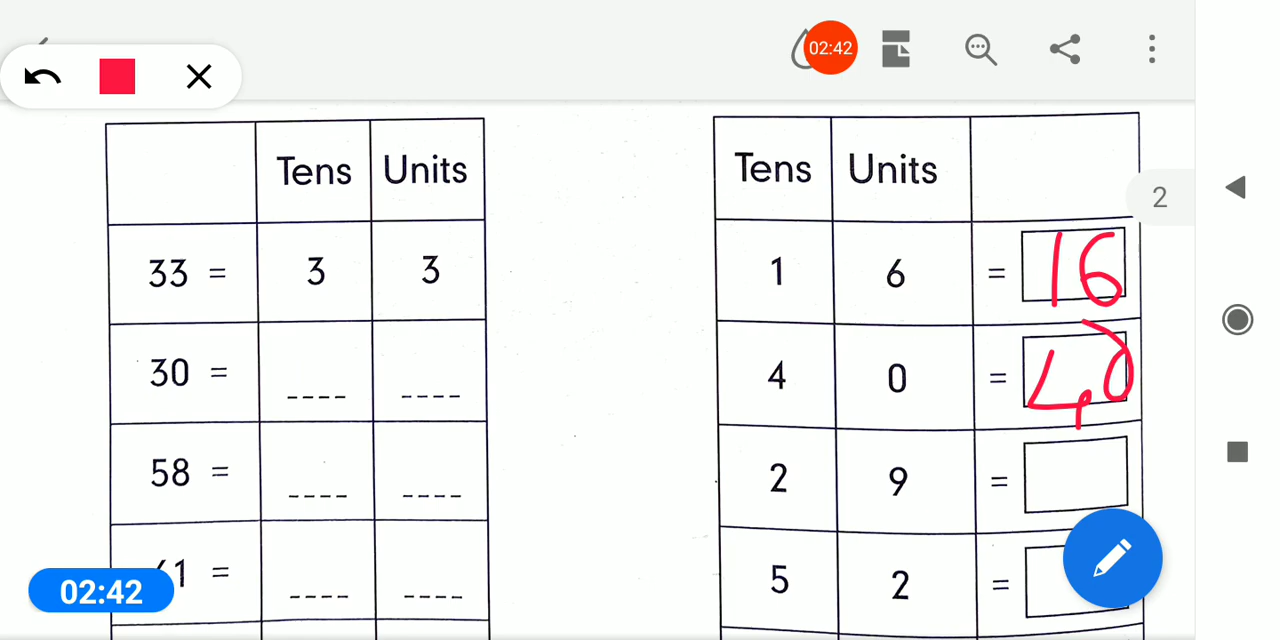 02:42
2
Tens Units
33 = 3 3
30 = ---- ----
58 = ---- ----
1 = ---- ----
Tens Units
1 6 = 16
4 0 = 40
2 9 =
5 2 =
02:42